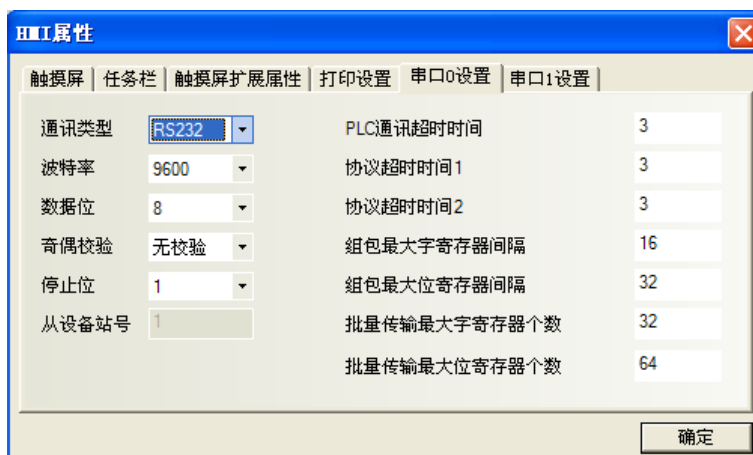 HMI属性
触摸屏 任务栏 触摸屏扩展属性 打印设置 串口0设置 串口1设置
通讯类型 RS232 PLC通讯超时时间 3
波特率 9600 协议超时时间1 3
数据位 8 协议超时时间2 3
奇偶校验 无校验 组包最大字寄存器间隔 16
停止位 1 组包最大位寄存器间隔 32
从设备站号 1 批量传输最大字寄存器个数 32
批量传输最大位寄存器个数 64
确定